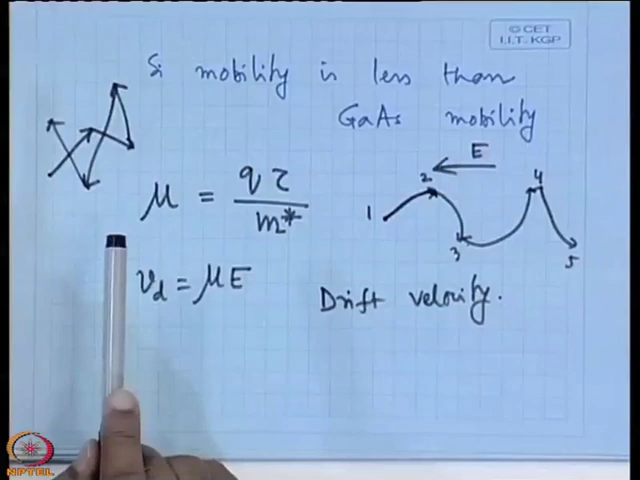 © CET
I.I.T. KGP
Si mobility is less than
GaAs mobility
E
1 2 3 4 5
μ = qτ / m*
v_d = μE
Drift velocity.
NPTEL